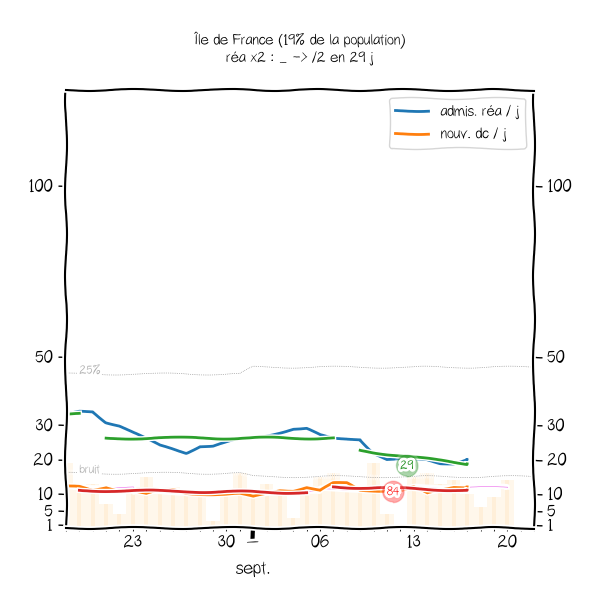 Île de France (19% de la population)
réa x2 : _ -> /2 en 29 j
admis. réa / j
nouv. dc / j
100 100
50 50
25%
30 30
20 20
29
bruit
10 10
84
5 5
1 1
23 30 06 13 20
sept.